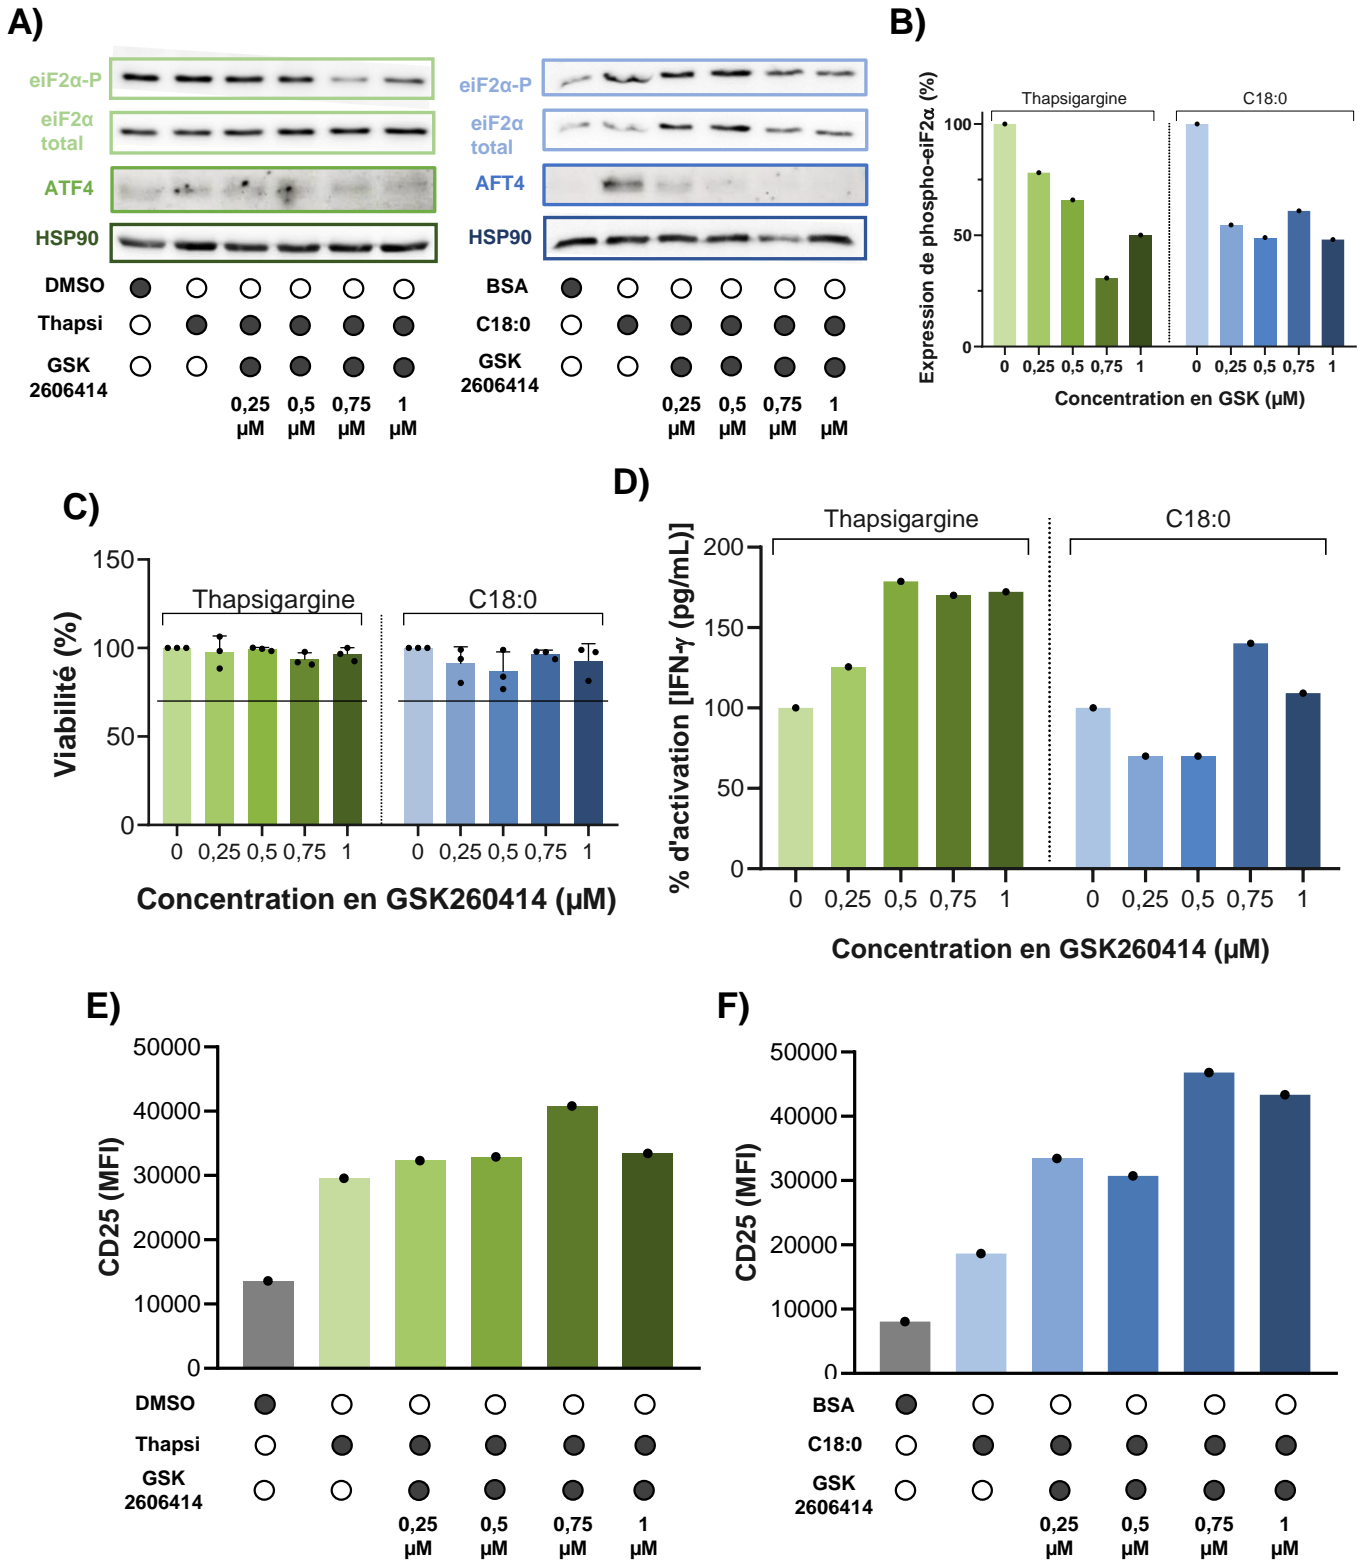 A)
eiF2α-P
eiF2α
total
ATF4
HSP90
DMSO
Thapsi
GSK
2606414
0,25 0,5 0,75 1
µM µM µM µM
eiF2α-P
eiF2α
total
AFT4
HSP90
BSA
C18:0
GSK
2606414
0,25 0,5 0,75 1
µM µM µM µM
B)
Expression de phospho-eiF2α (%)
Thapsigargine C18:0
100
50
0
0 0,25 0,5 0,75 1 0 0,25 0,5 0,75 1
Concentration en GSK (µM)
C)
Viabilité (%)
Thapsigargine C18:0
150
100
50
0
0 0,25 0,5 0,75 1 0 0,25 0,5 0,75 1
Concentration en GSK260414 (µM)
D)
% d'activation [IFN-γ (pg/mL)]
Thapsigargine C18:0
200
150
100
50
0
0 0,25 0,5 0,75 1 0 0,25 0,5 0,75 1
Concentration en GSK260414 (µM)
E)
CD25 (MFI)
50000
40000
30000
20000
10000
0
DMSO
Thapsi
GSK
2606414
0,25 0,5 0,75 1
µM µM µM µM
F)
CD25 (MFI)
50000
40000
30000
20000
10000
0
BSA
C18:0
GSK
2606414
0,25 0,5 0,75 1
µM µM µM µM